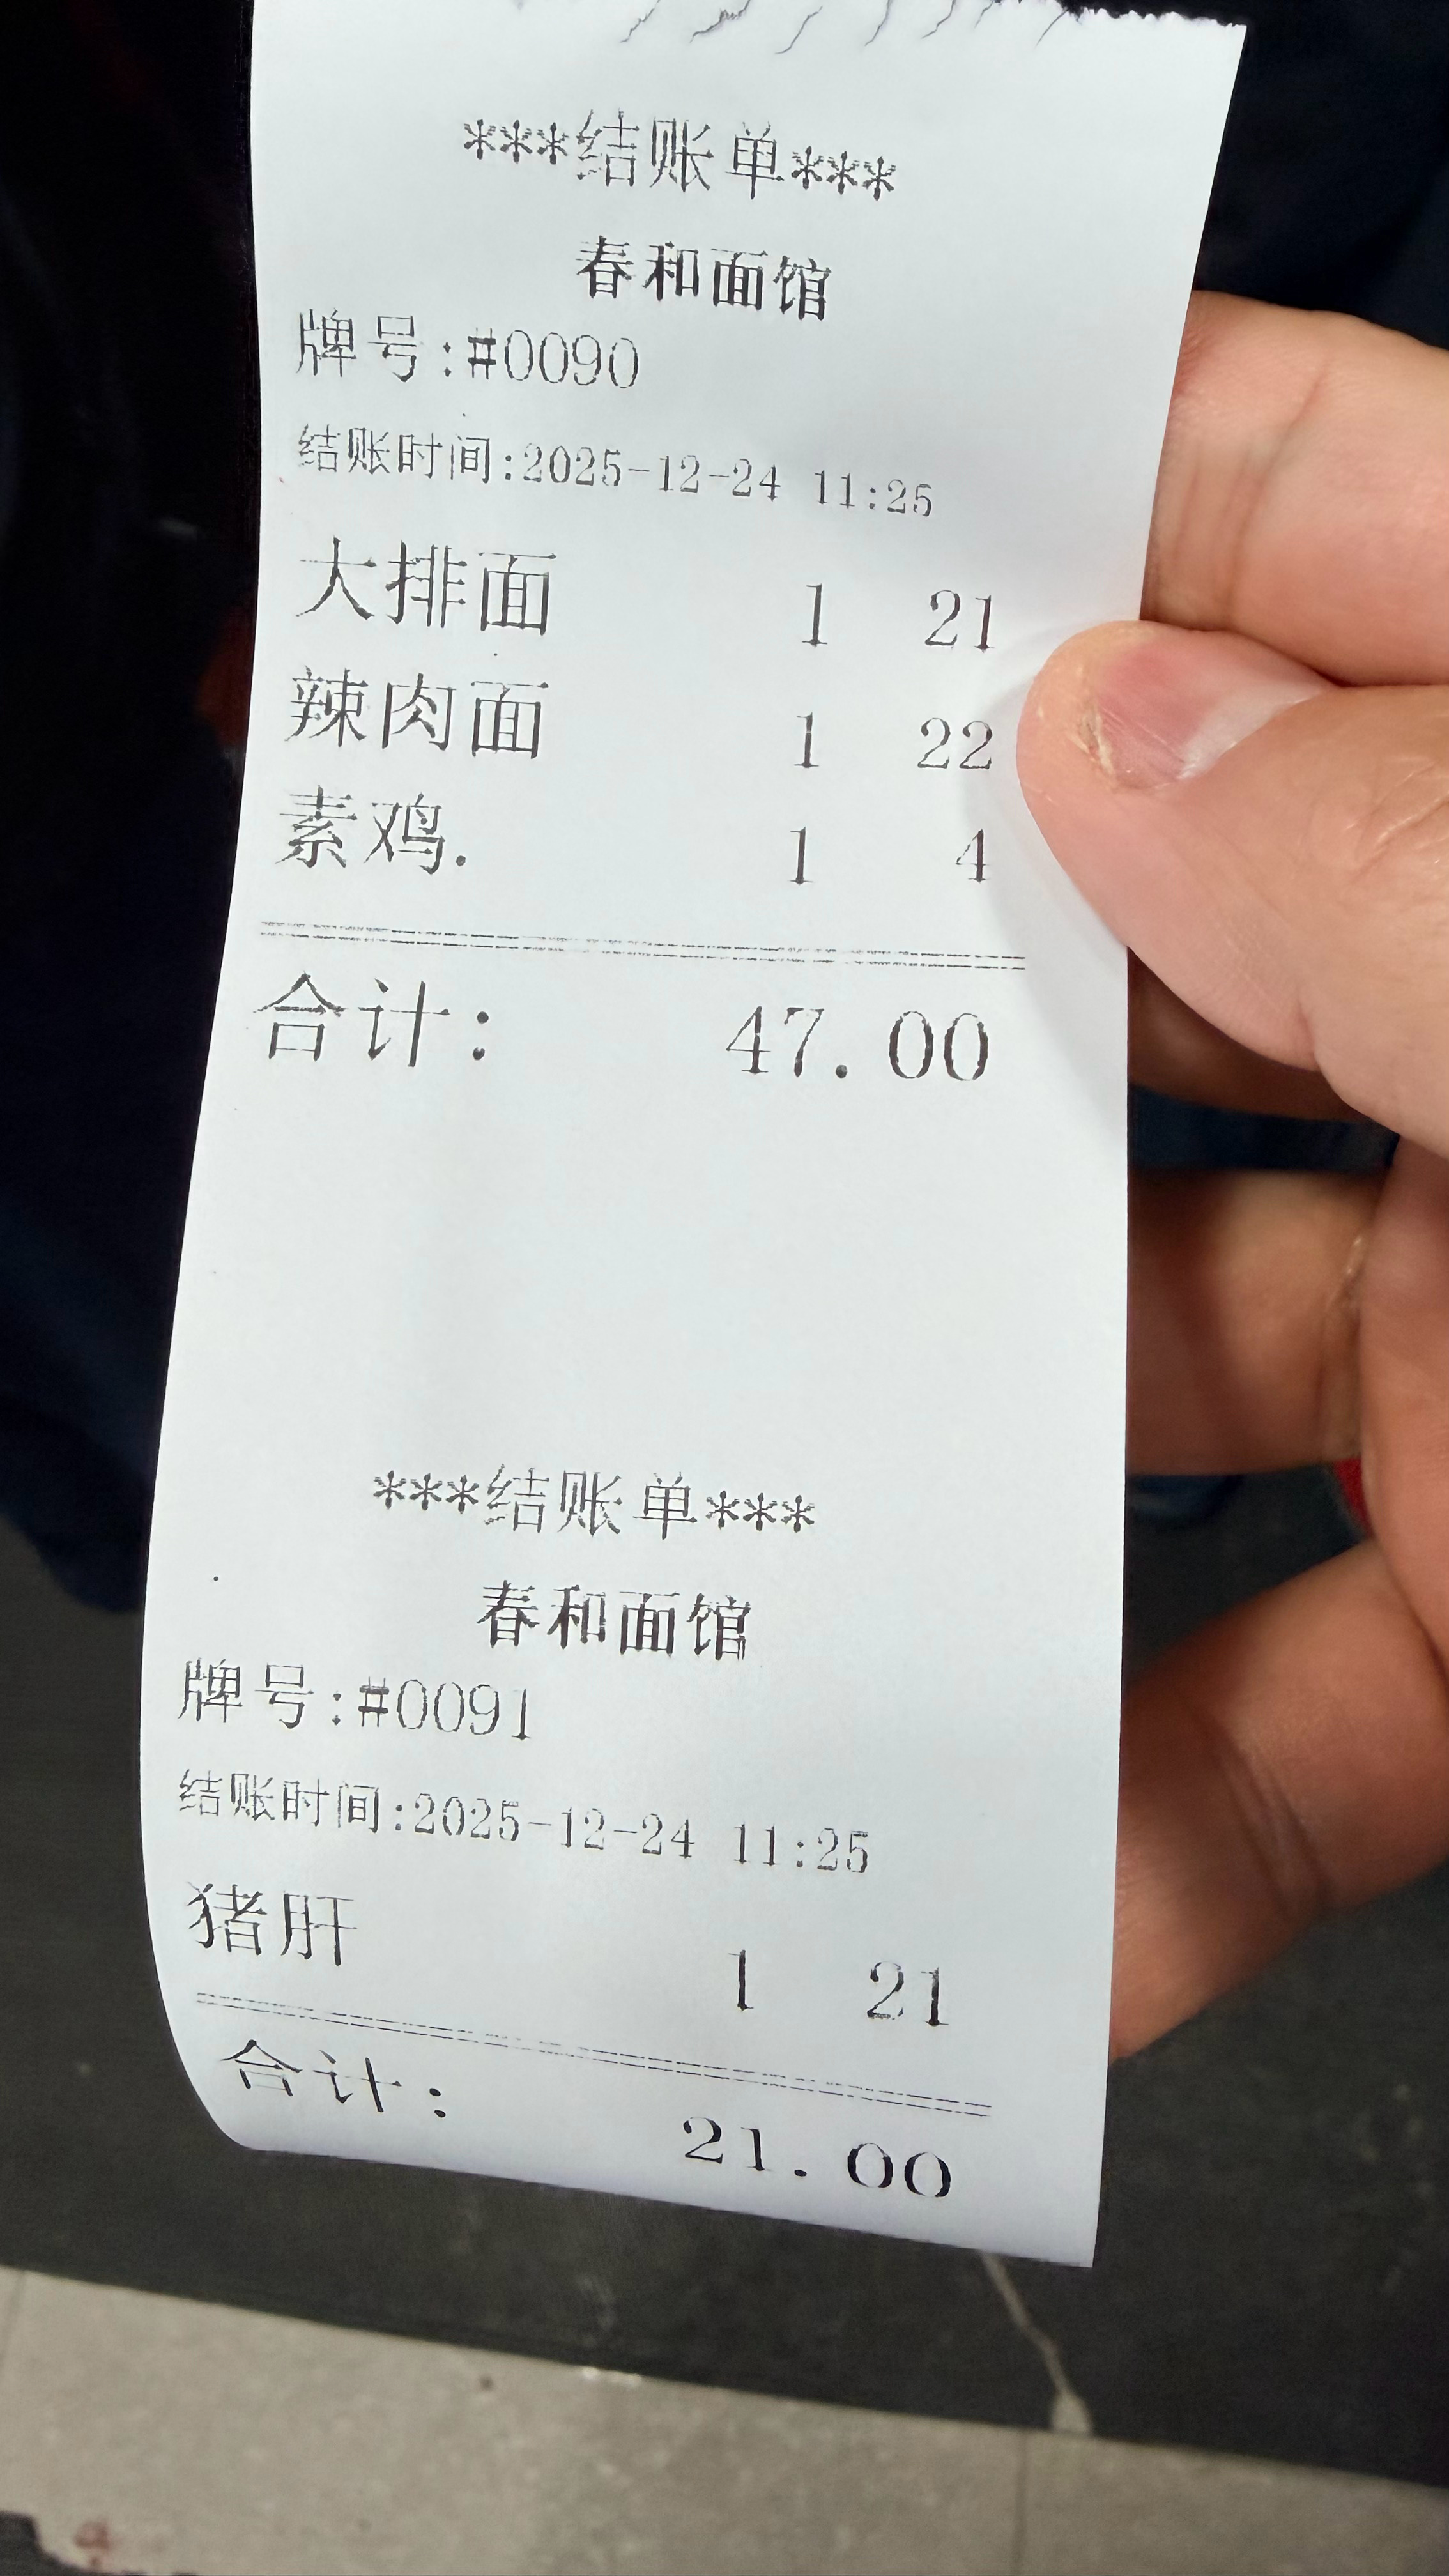 ***结账单***
春和面馆
牌号:#0090
结账时间:2025-12-24 11:25
大排面 1 21
辣肉面 1 22
素鸡. 1 4
合计: 47.00
***结账单***
春和面馆
牌号:#0091
结账时间:2025-12-24 11:25
猪肝 1 21
合计: 21.00